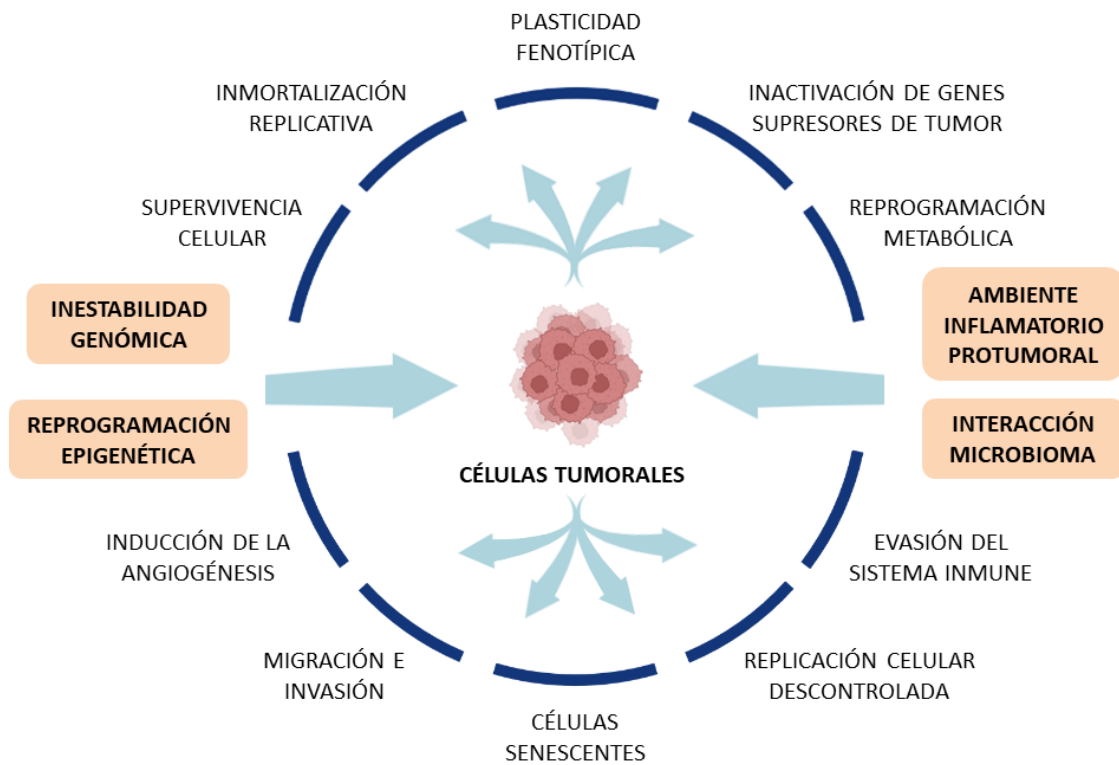 PLASTICIDAD
FENOTÍPICA
INMORTALIZACIÓN
REPLICATIVA
INACTIVACIÓN DE GENES
SUPRESORES DE TUMOR
SUPERVIVENCIA
CELULAR
REPROGRAMACIÓN
METABÓLICA
INESTABILIDAD
GENÓMICA
AMBIENTE
INFLAMATORIO
PROTUMORAL
REPROGRAMACIÓN
EPIGENÉTICA
INTERACCIÓN
MICROBIOMA
CÉLULAS TUMORALES
INDUCCIÓN DE LA
ANGIOGÉNESIS
EVASIÓN DEL
SISTEMA INMUNE
MIGRACIÓN E
INVASIÓN
REPLICACIÓN CELULAR
DESCONTROLADA
CÉLULAS
SENESCENTES